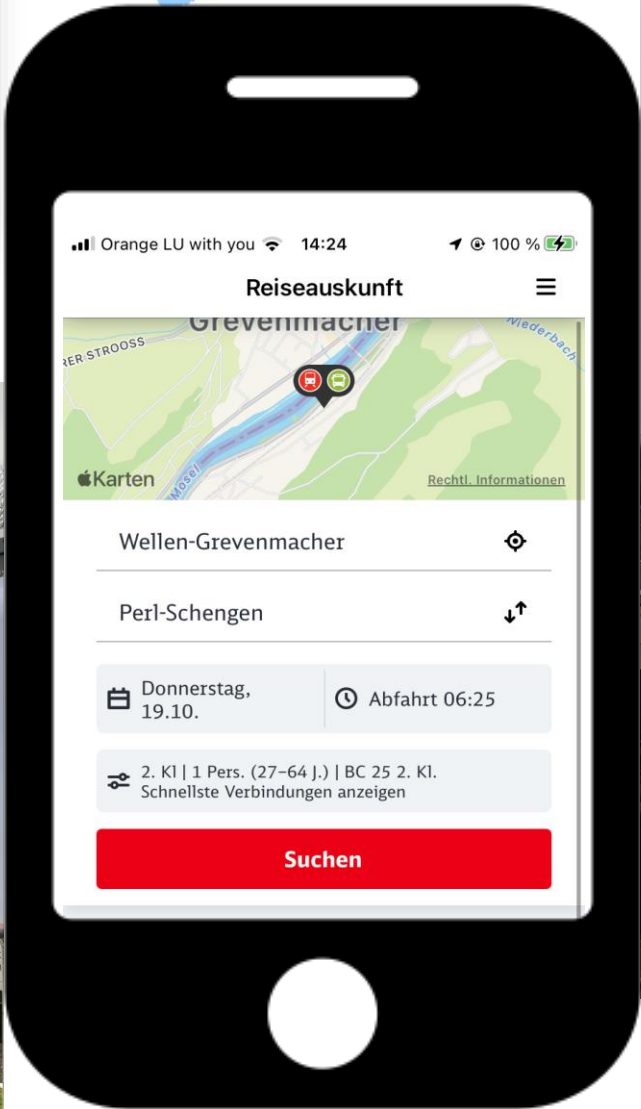 Orange LU with you 14:24 100 %
Reiseauskunft
Grevenmacher
RER STROOSS
Niederbach
Mosel
Karten
Rechtl. Informationen
Wellen-Grevenmacher
Perl-Schengen
Donnerstag,
19.10.
Abfahrt 06:25
2. Kl | 1 Pers. (27–64 J.) | BC 25 2. Kl.
Schnellste Verbindungen anzeigen
Suchen